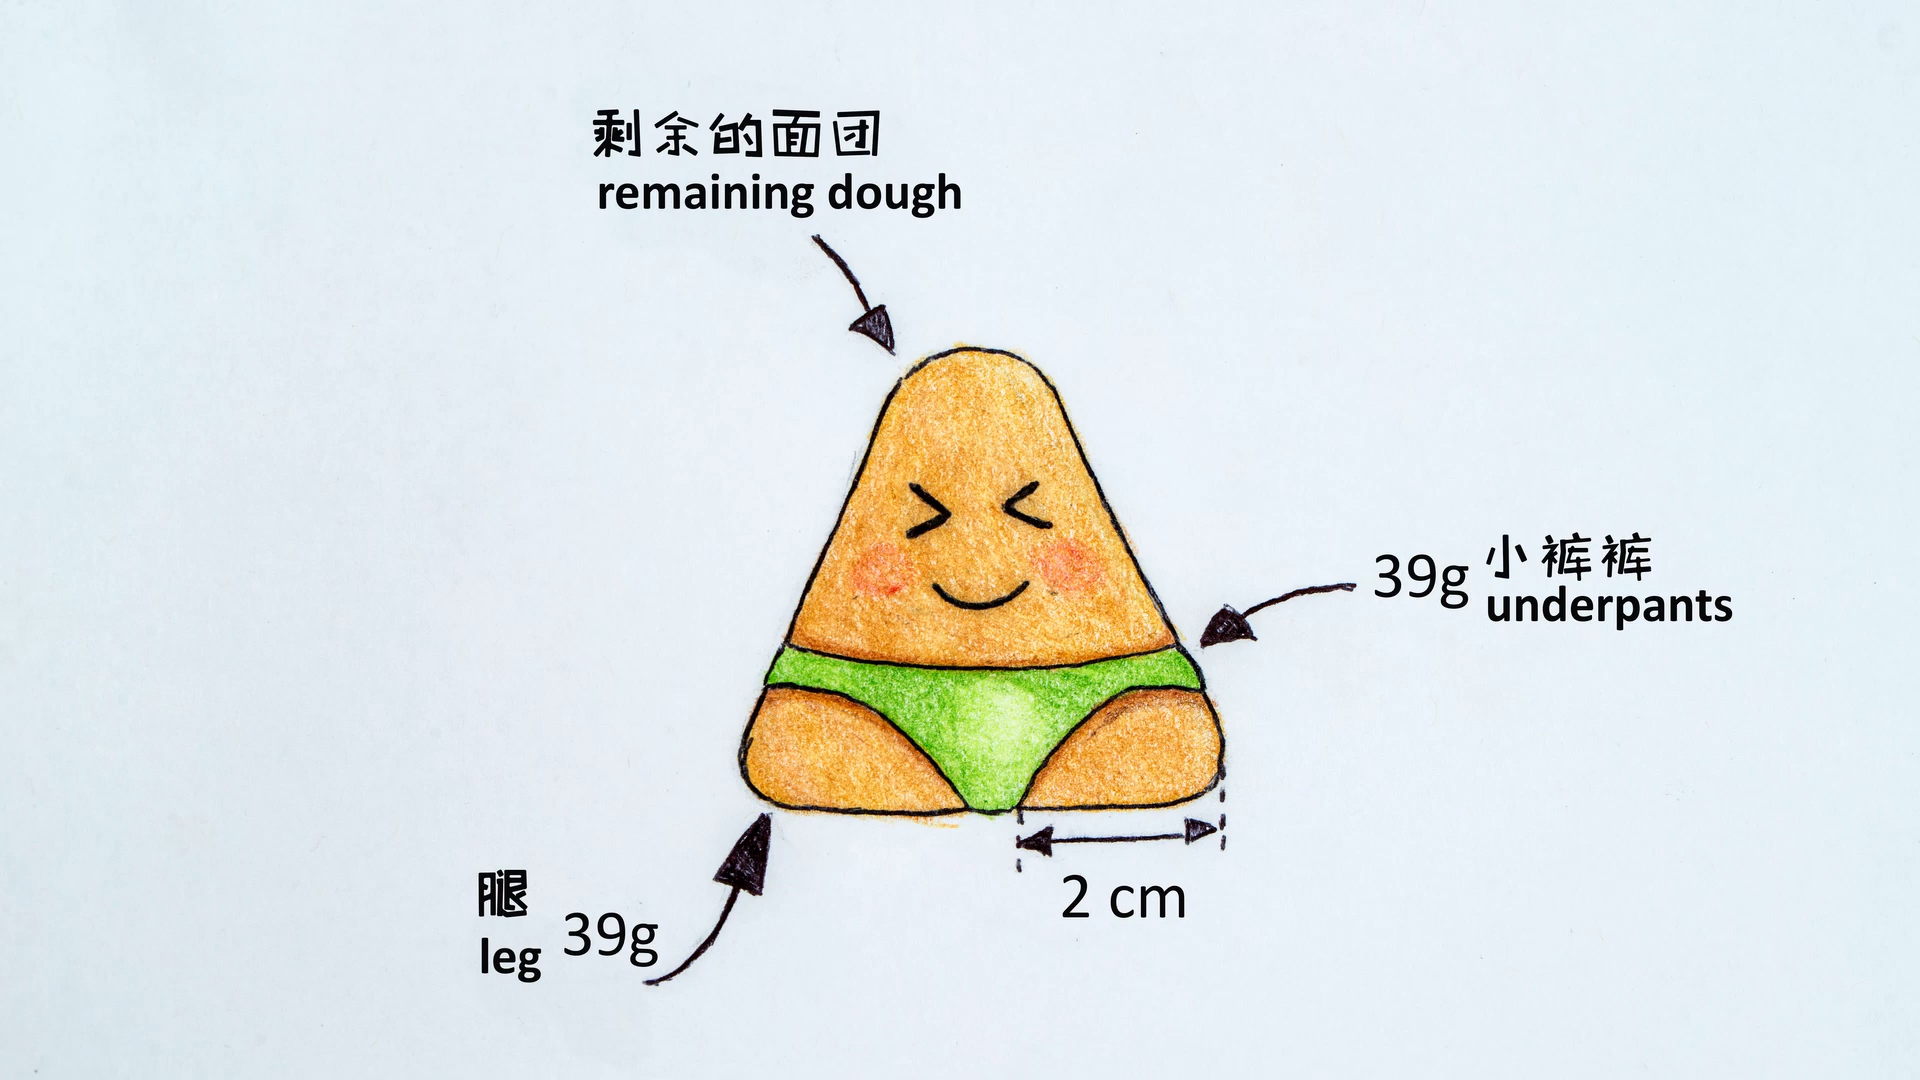 剩余的面团
remaining dough
39g
小裤裤
underpants
腿
leg
39g
2 cm